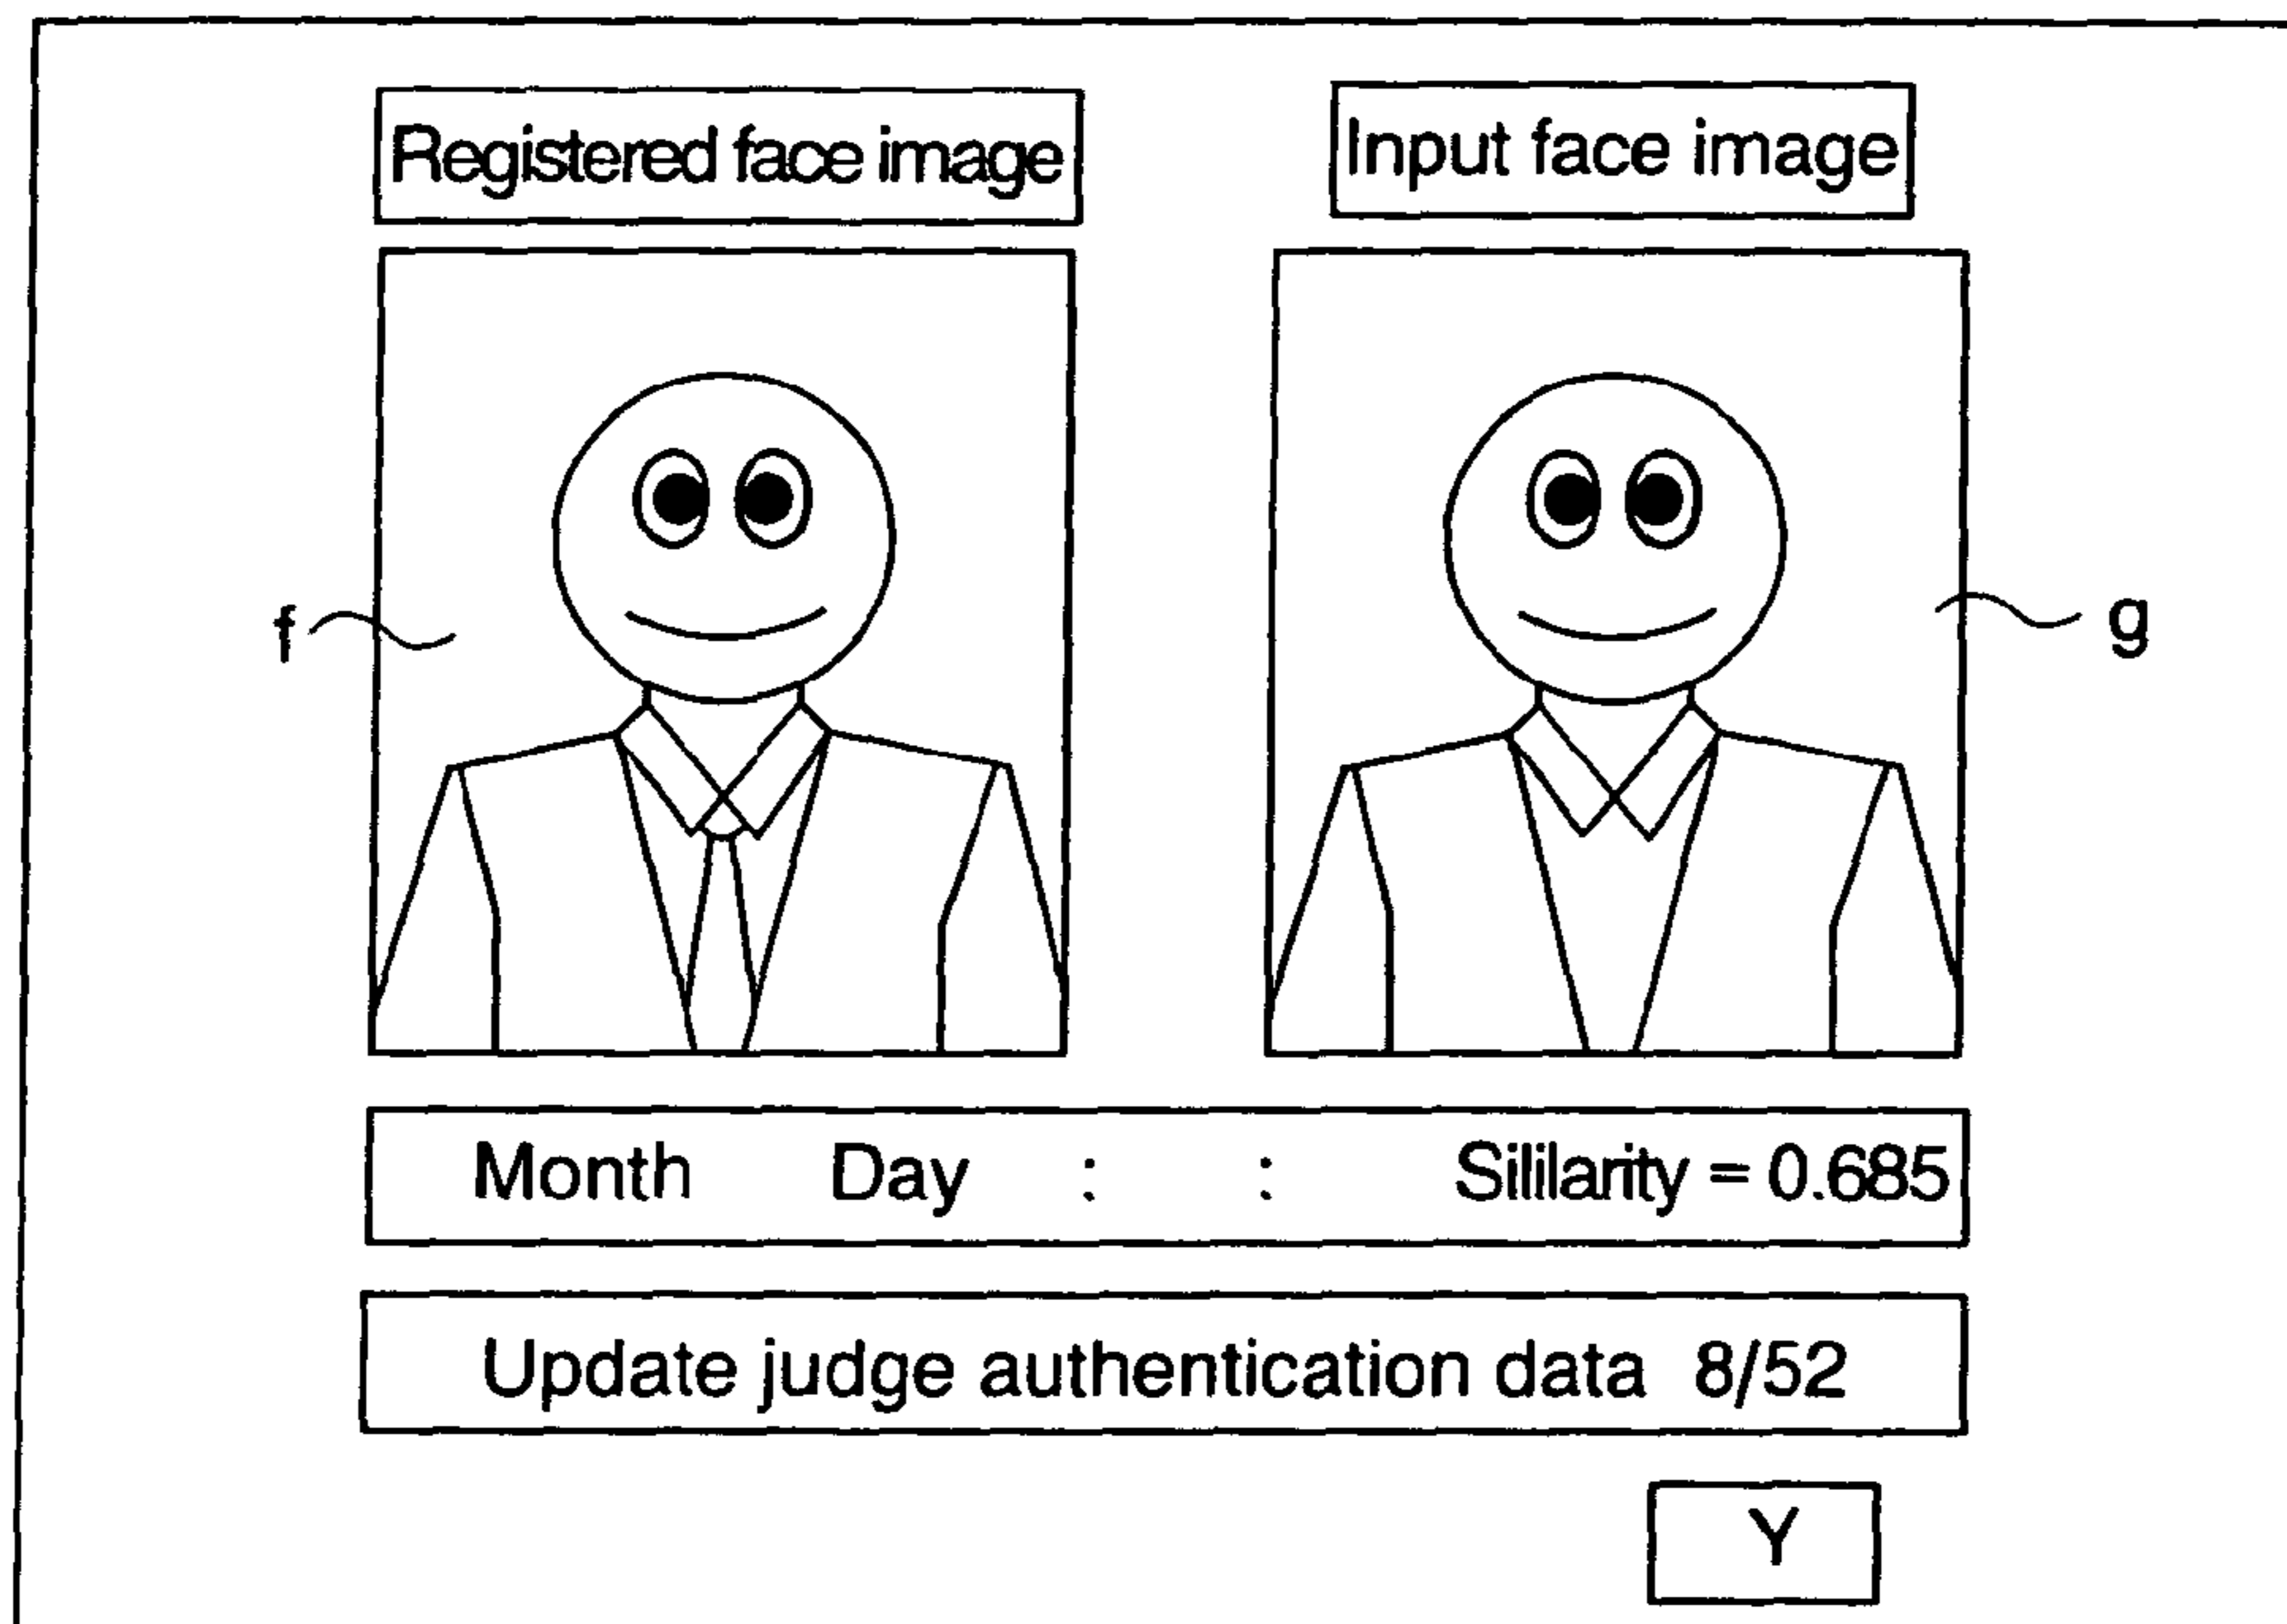 Registered face image Input face image
f g
Month Day : : Sililarity = 0.685
Update judge authentication data 8/52
Y